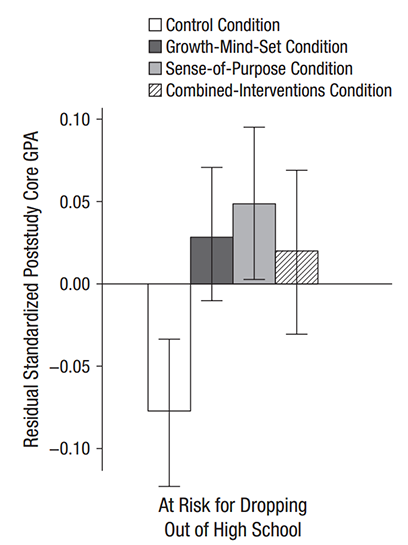 Control Condition
Growth-Mind-Set Condition
Sense-of-Purpose Condition
Combined-Interventions Condition
Residual Standardized Poststudy Core GPA
0.10
0.05
0.00
−0.05
−0.10
At Risk for Dropping
Out of High School